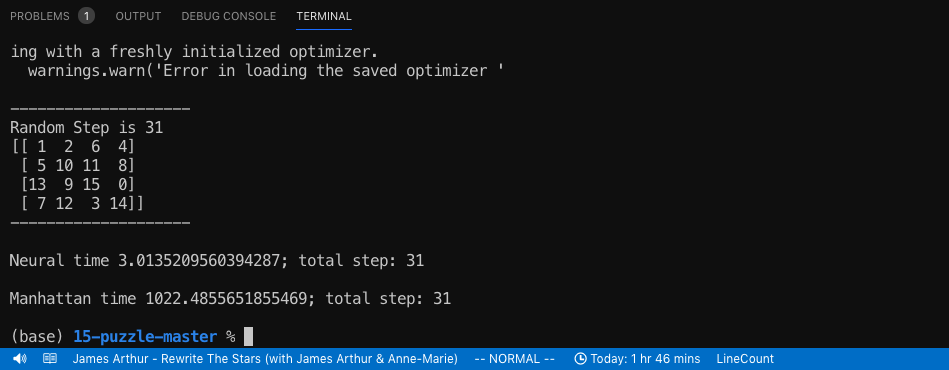 PROBLEMS 1 OUTPUT DEBUG CONSOLE TERMINAL
ing with a freshly initialized optimizer.
  warnings.warn('Error in loading the saved optimizer '
--------------------
Random Step is 31
[[ 1  2  6  4]
 [ 5 10 11  8]
 [13  9 15  0]
 [ 7 12  3 14]]
--------------------
Neural time 3.0135209560394287; total step: 31
Manhattan time 1022.4855651855469; total step: 31
(base) 15-puzzle-master %
James Arthur - Rewrite The Stars (with James Arthur & Anne-Marie) -- NORMAL -- Today: 1 hr 46 mins LineCount